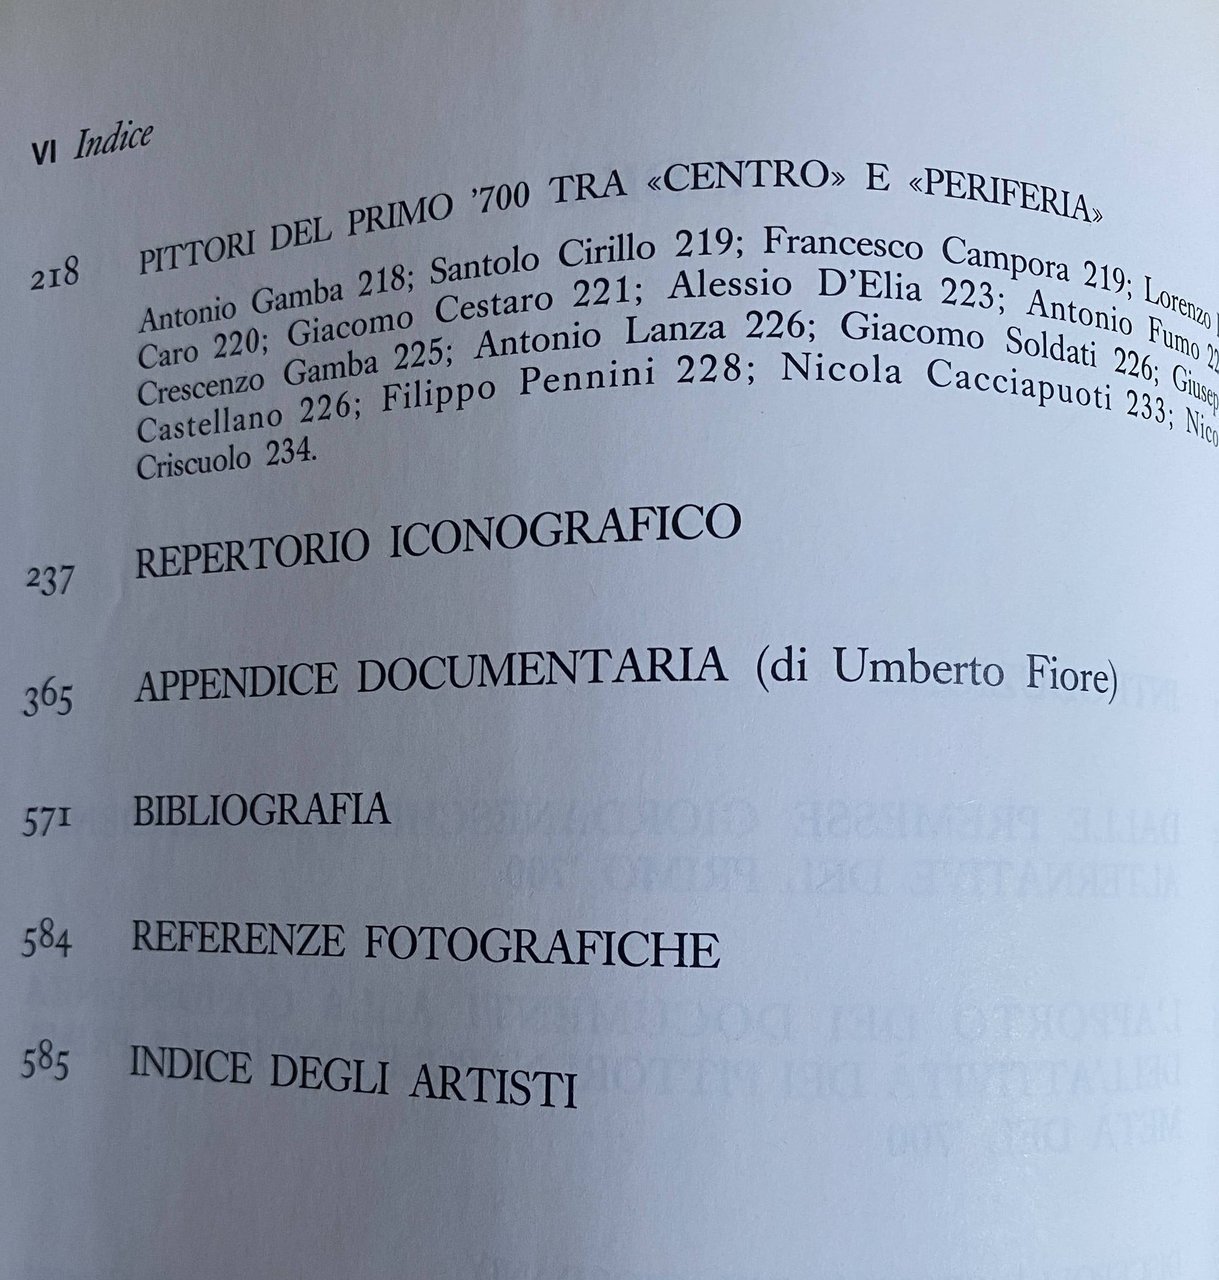 VI Indice
218 PITTORI DEL PRIMO '700 TRA «CENTRO» E «PERIFERIA»
Antonio Gamba 218; Santolo Cirillo 219; Francesco Campora 219; Lorenzo
Caro 220; Giacomo Cestaro 221; Alessio D'Elia 223; Antonio Fumo
Crescenzo Gamba 225; Antonio Lanza 226; Giacomo Soldati 226;
Castellano 226; Filippo Pennini 228; Nicola Cacciapuoti 233;
Criscuolo 234.
237 REPERTORIO ICONOGRAFICO
365 APPENDICE DOCUMENTARIA (di Umberto Fiore)
571 BIBLIOGRAFIA
584 REFERENZE FOTOGRAFICHE
585 INDICE DEGLI ARTISTI